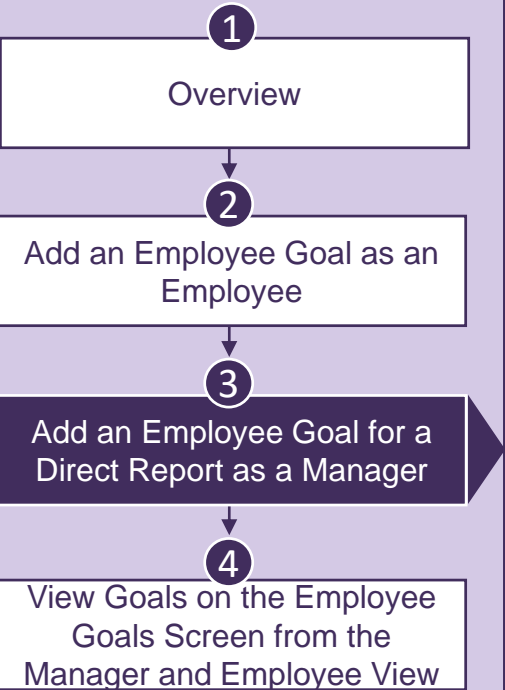 1
Overview
2
Add an Employee Goal as an
Employee
3
Add an Employee Goal for a
Direct Report as a Manager
4
View Goals on the Employee
Goals Screen from the
Manager and Employee View